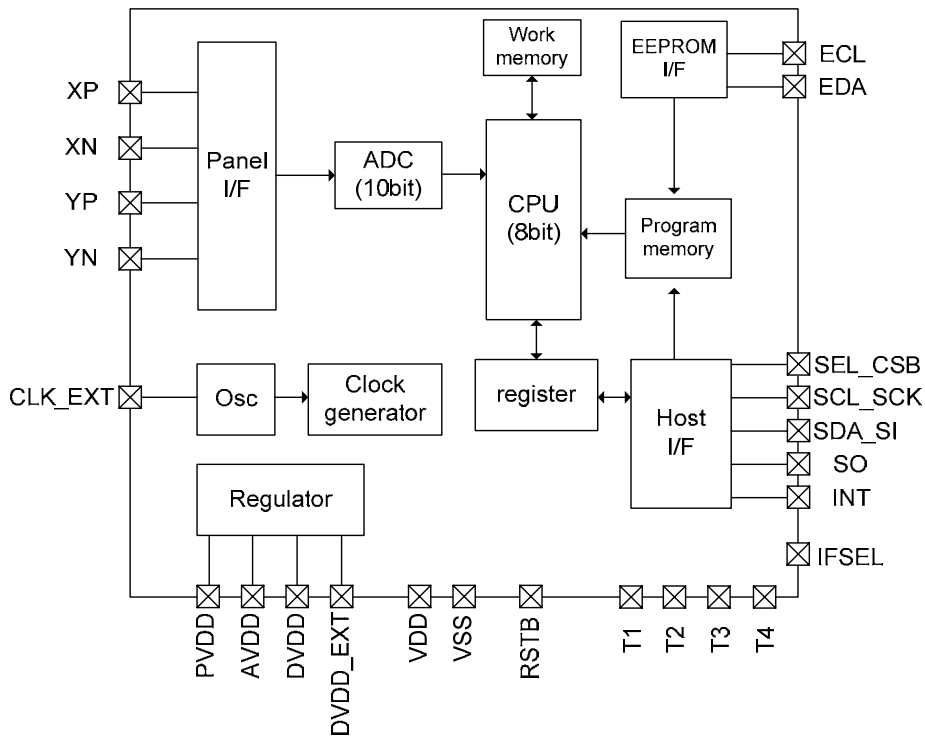 Work
memory
EEPROM
I/F
ECL
EDA
XP
XN
YP
YN
Panel
I/F
ADC
(10bit)
CPU
(8bit)
Program
memory
CLK_EXT
Osc
Clock
generator
register
Host
I/F
SEL_CSB
SCL_SCK
SDA_SI
SO
INT
IFSEL
Regulator
PVDD
AVDD
DVDD
DVDD_EXT
VDD
VSS
RSTB
T1
T2
T3
T4